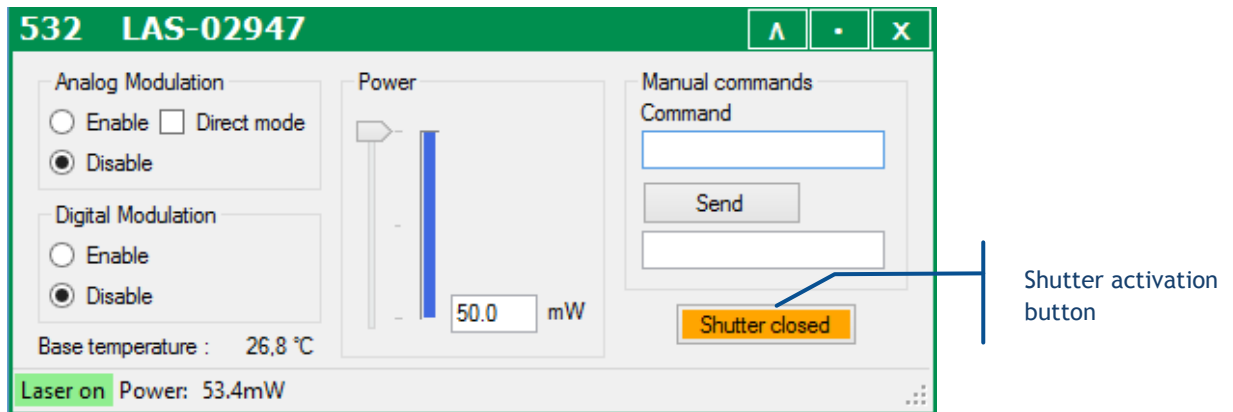 532 LAS-02947
Λ · X
Analog Modulation
Enable Direct mode
Disable
Digital Modulation
Enable
Disable
Base temperature : 26,8 °C
Power
50.0 mW
Manual commands
Command
Send
Shutter closed
Laser on Power: 53.4mW
Shutter activation
button